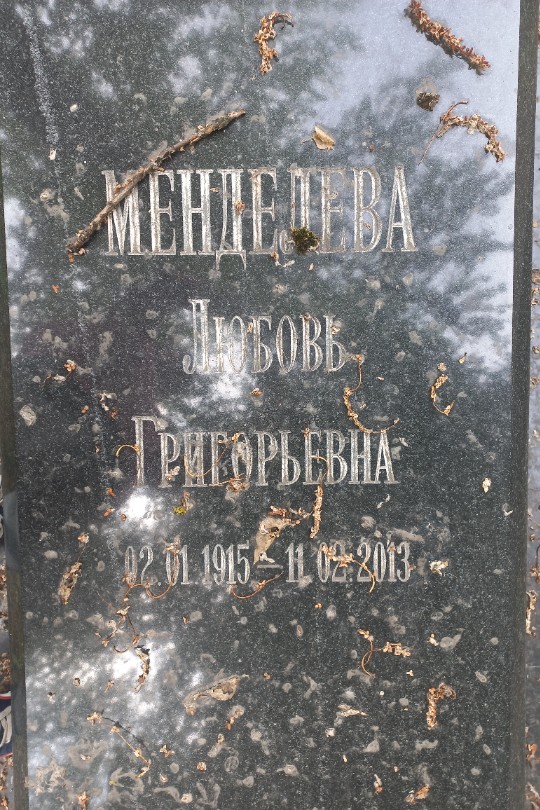 МЕНДЕЛЕВА
ЛЮБОВЬ
ГРИГОРЬЕВНА
02.01.1915 – 11.02.2013